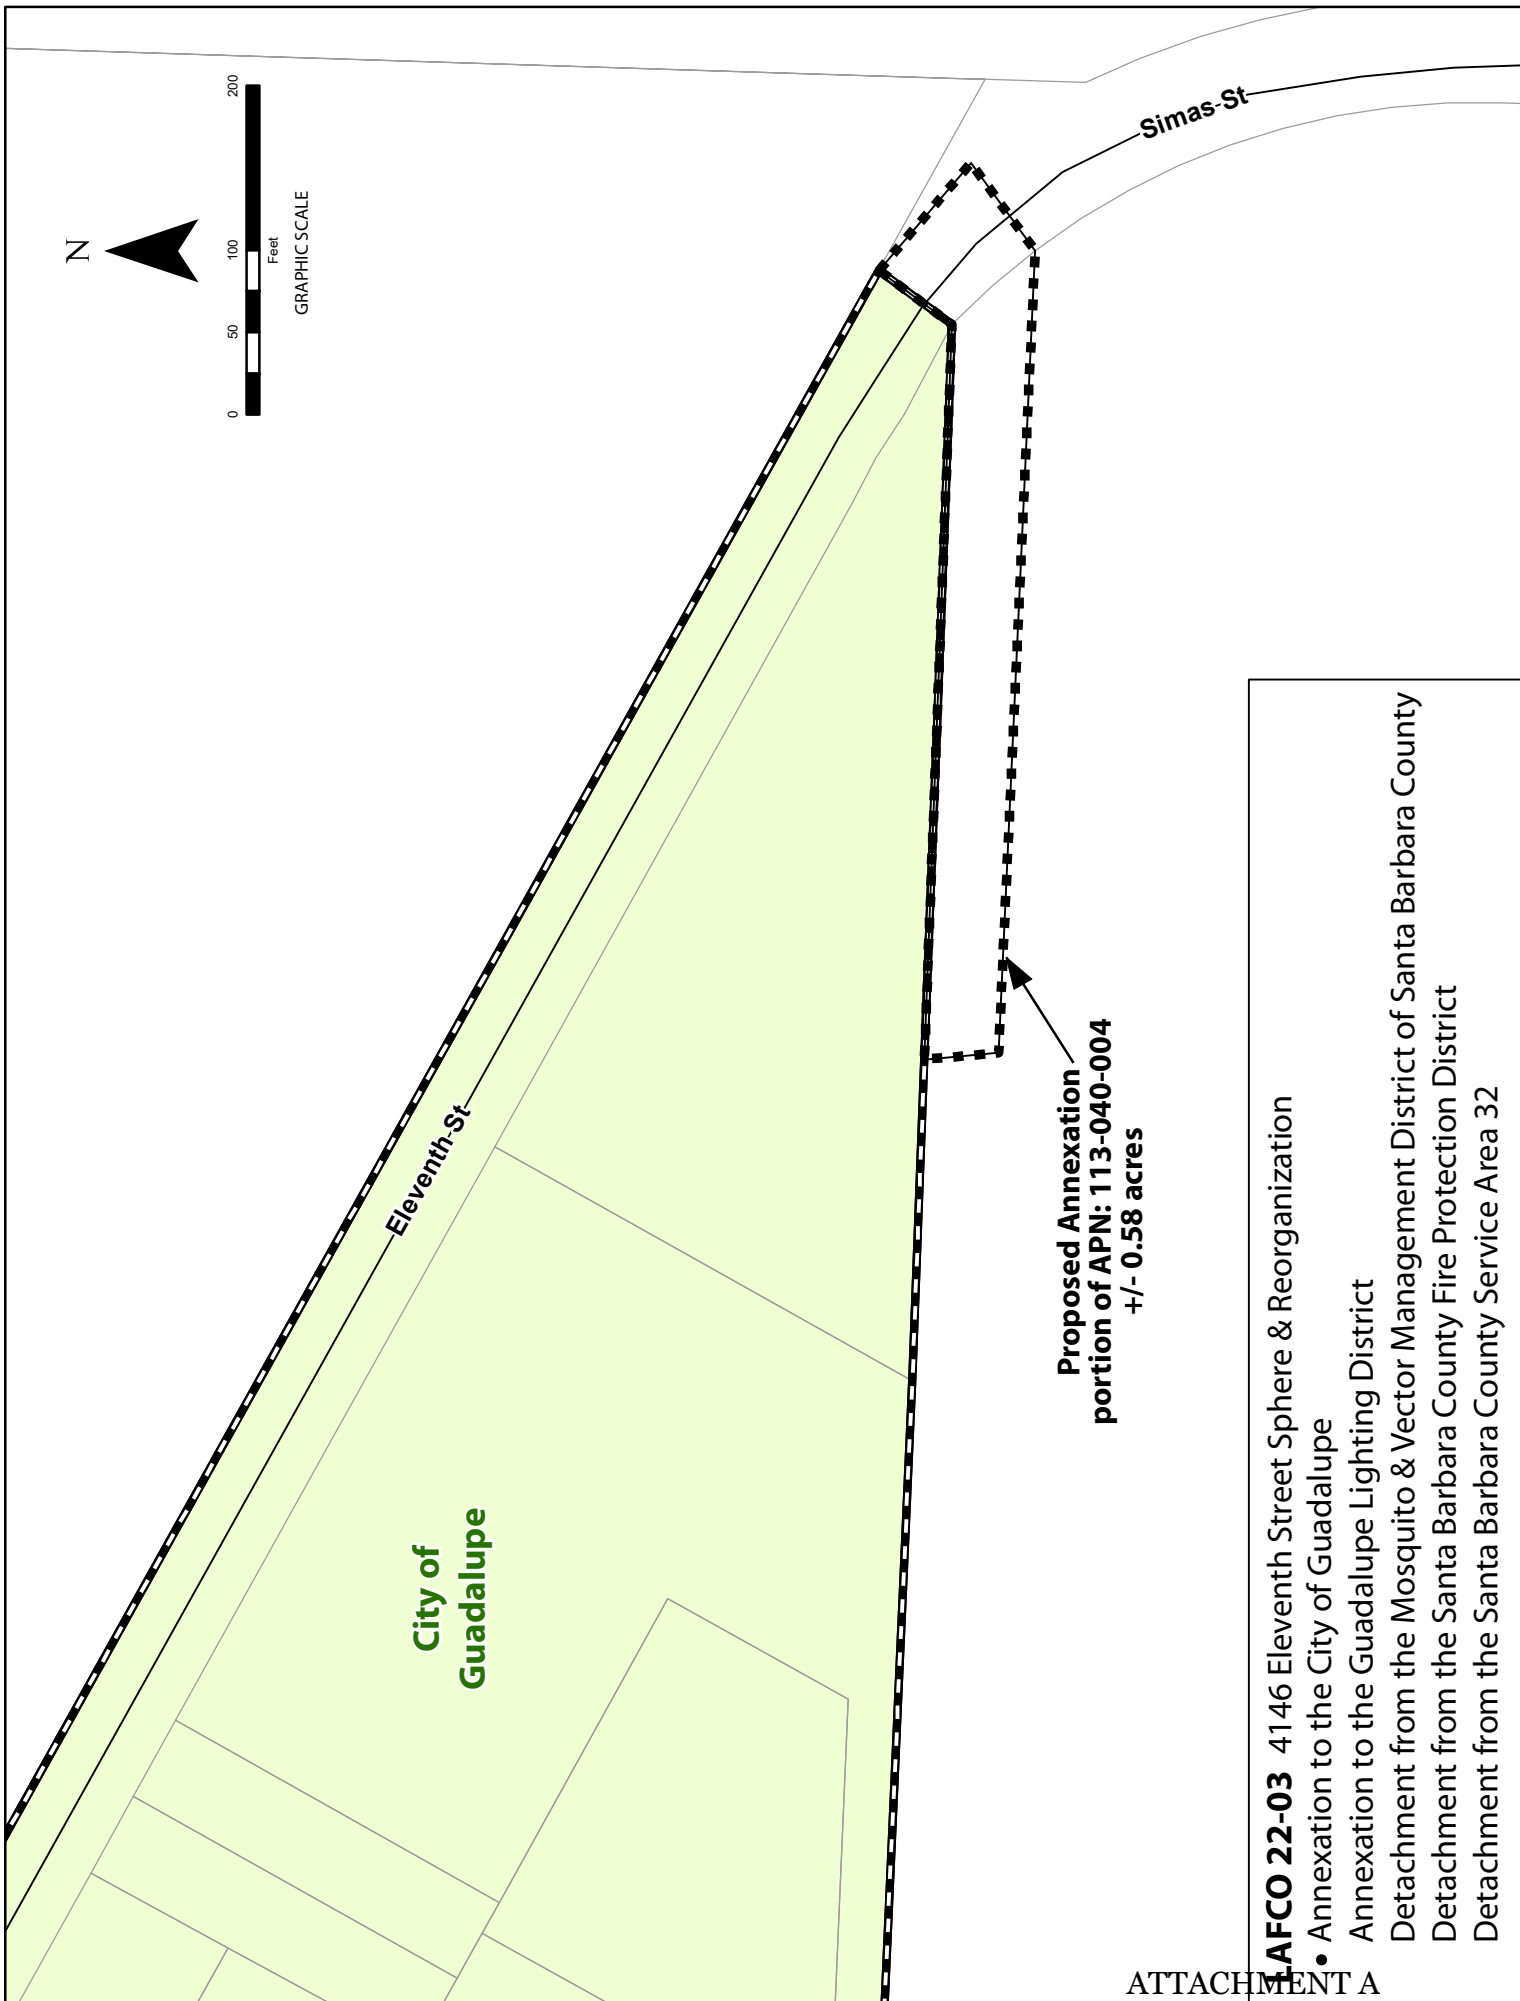 N
0
50
100
200
Feet
GRAPHIC SCALE
Simas St
Eleventh St
City of
Guadalupe
Proposed Annexation
portion of APN: 113-040-004
+/- 0.58 acres
LAFCO 22-03 4146 Eleventh Street Sphere & Reorganization
• Annexation to the City of Guadalupe
Annexation to the Guadalupe Lighting District
Detachment from the Mosquito & Vector Management District of Santa Barbara County
Detachment from the Santa Barbara County Fire Protection District
Detachment from the Santa Barbara County Service Area 32
ATTACHMENT A